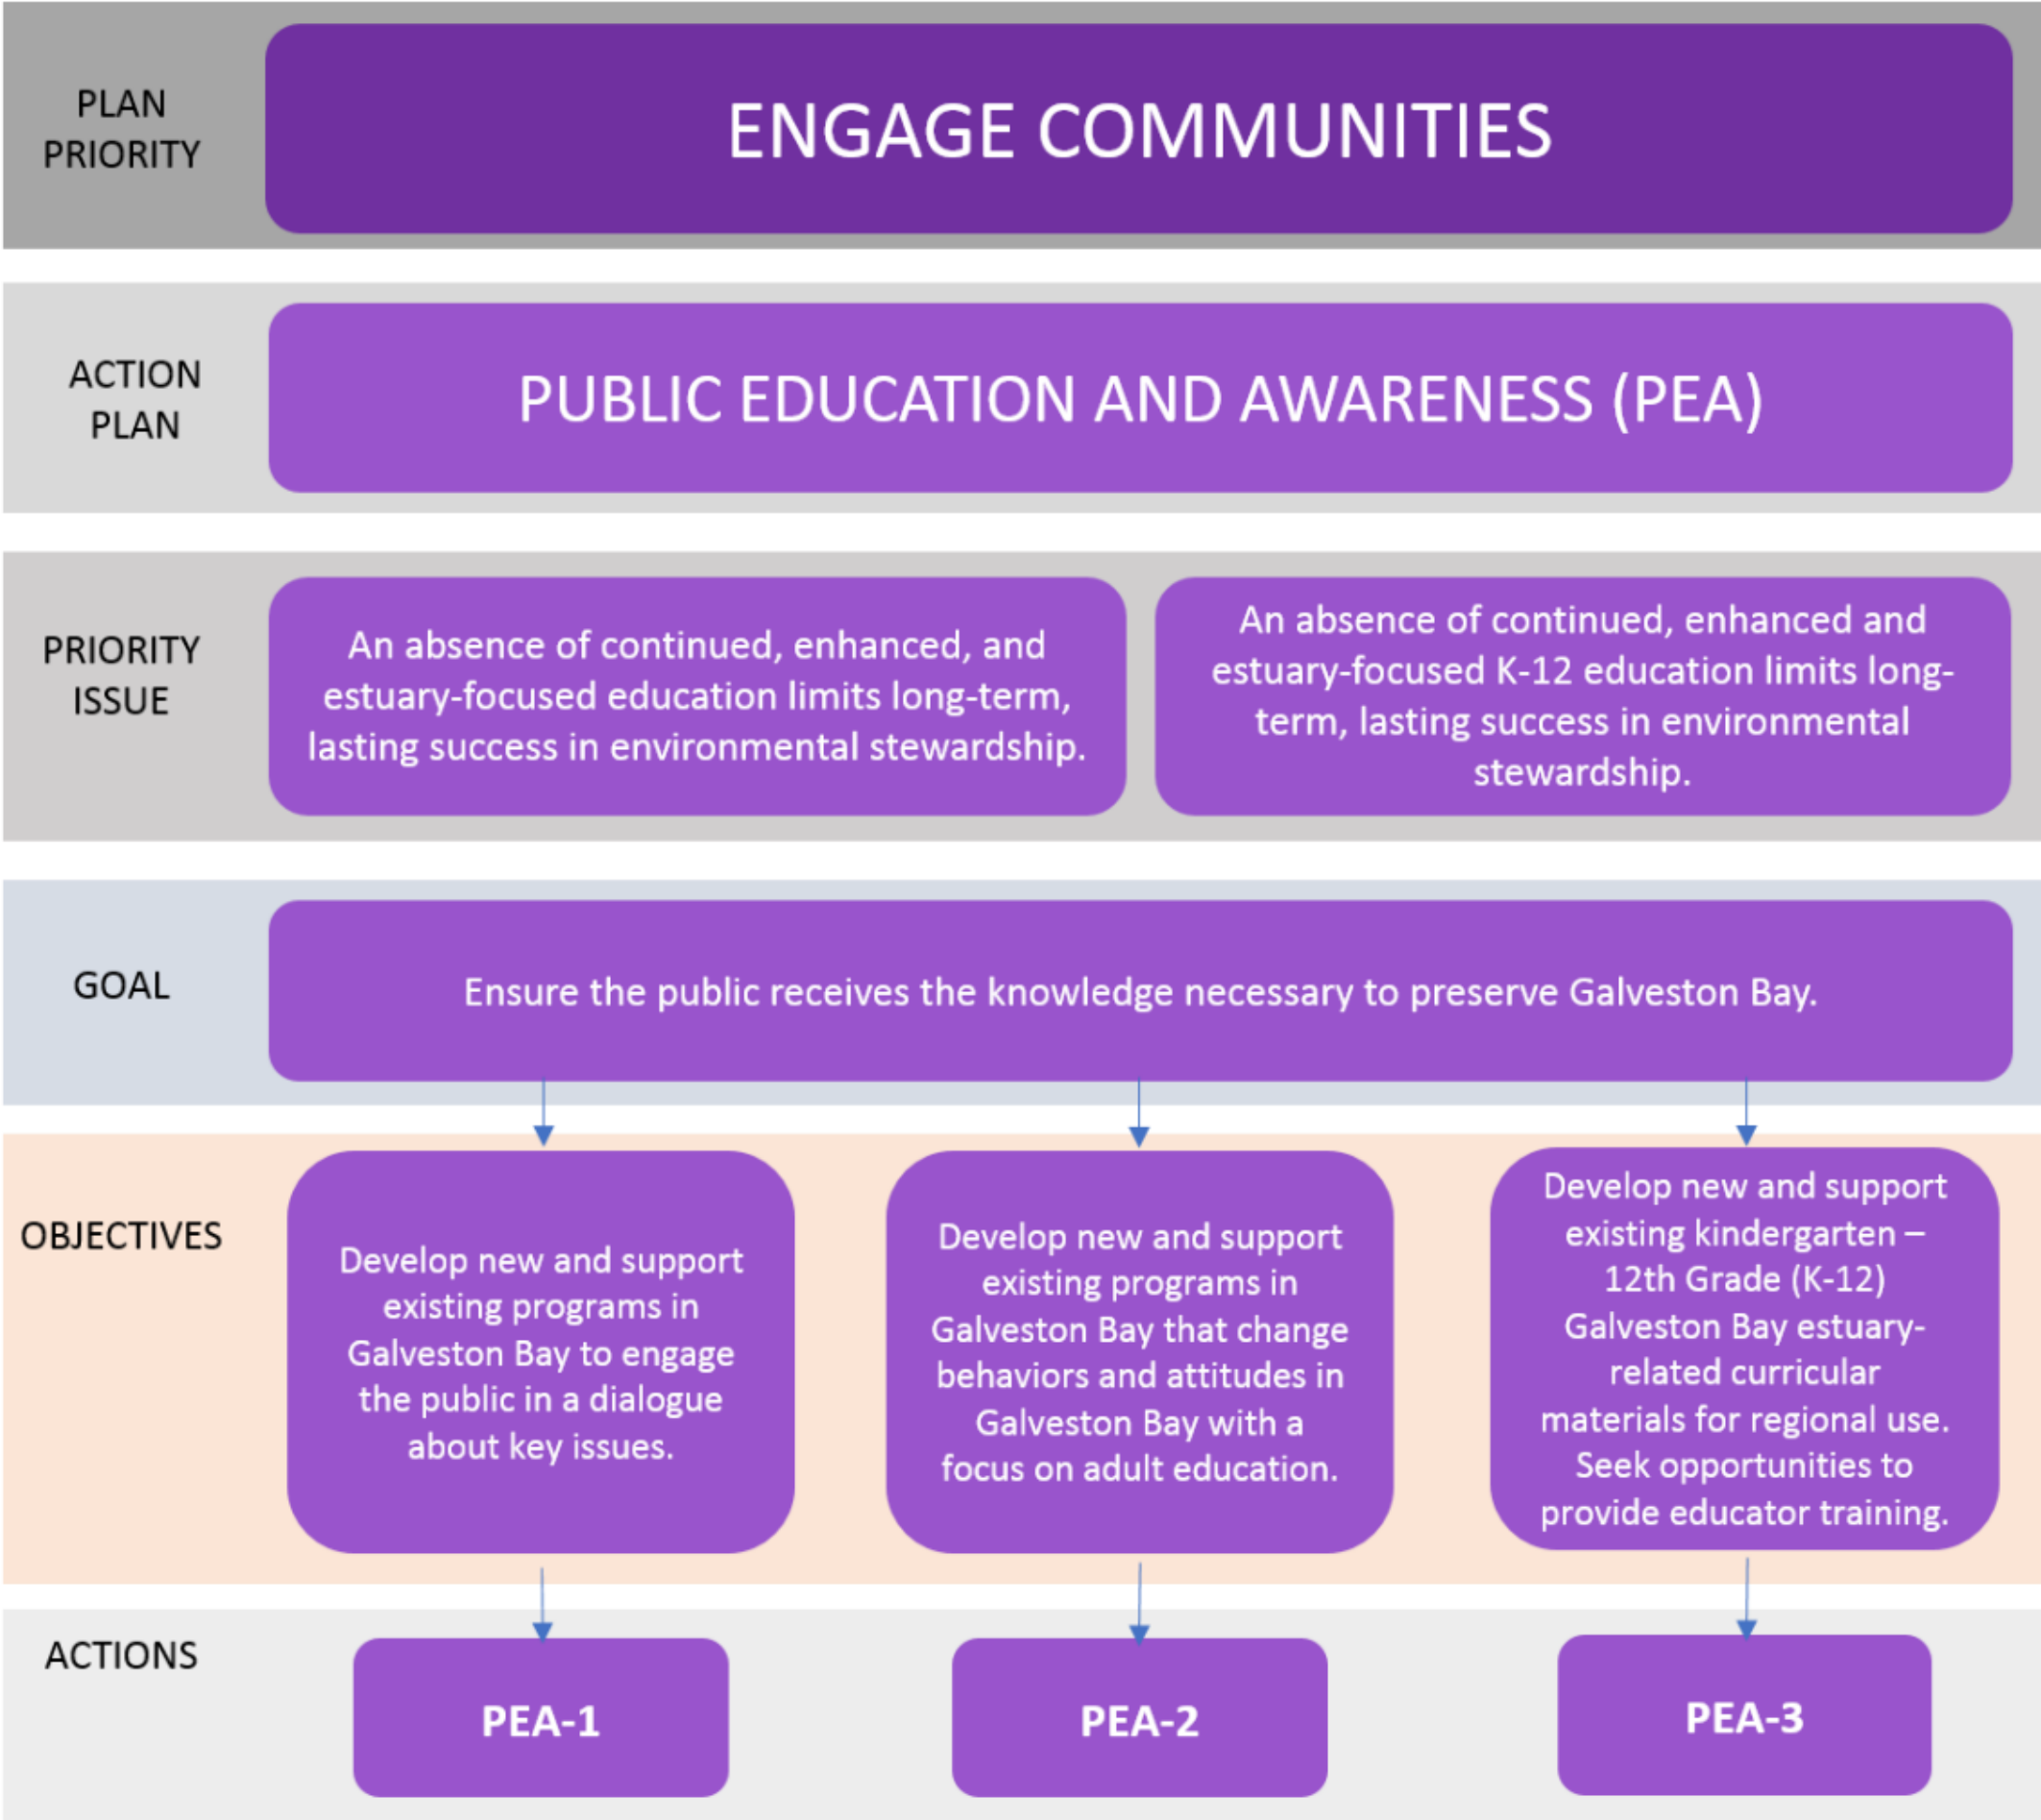 PLAN
PRIORITY
ENGAGE COMMUNITIES
ACTION
PLAN
PUBLIC EDUCATION AND AWARENESS (PEA)
PRIORITY
ISSUE
An absence of continued, enhanced, and
estuary-focused education limits long-term,
lasting success in environmental stewardship.
An absence of continued, enhanced and
estuary-focused K-12 education limits long-
term, lasting success in environmental
stewardship.
GOAL
Ensure the public receives the knowledge necessary to preserve Galveston Bay.
OBJECTIVES
Develop new and support
existing programs in
Galveston Bay to engage
the public in a dialogue
about key issues.
Develop new and support
existing programs in
Galveston Bay that change
behaviors and attitudes in
Galveston Bay with a
focus on adult education.
Develop new and support
existing kindergarten –
12th Grade (K-12)
Galveston Bay estuary-
related curricular
materials for regional use.
Seek opportunities to
provide educator training.
ACTIONS
PEA-1
PEA-2
PEA-3